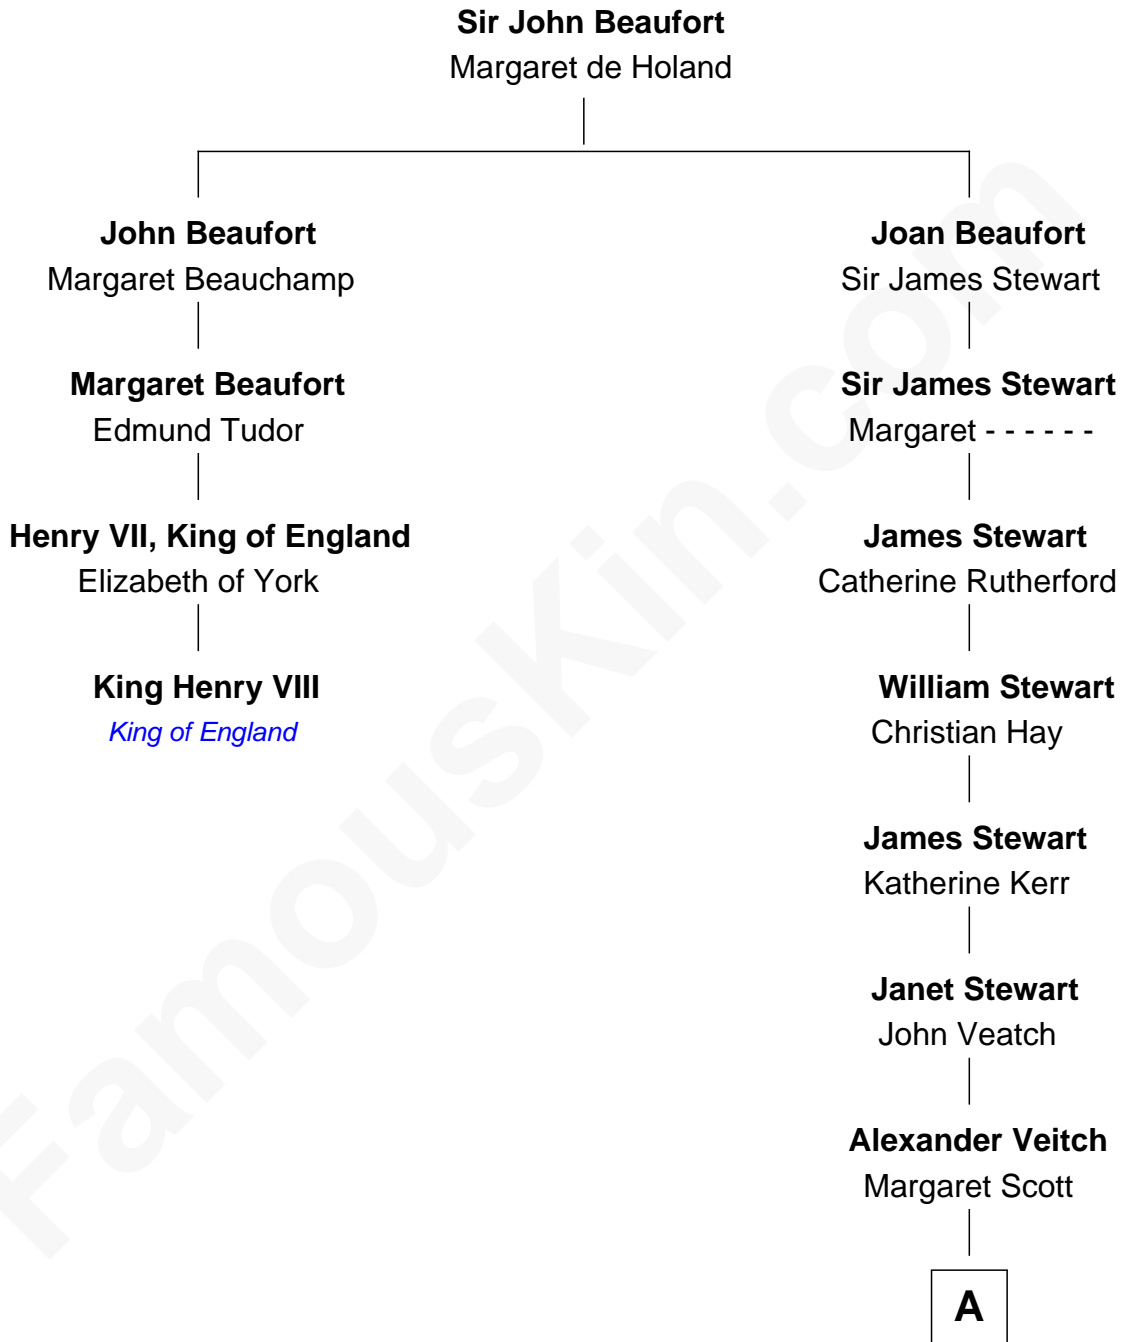 Sir John Beaufort
Margaret de Holand
John Beaufort
Margaret Beauchamp
Joan Beaufort
Sir James Stewart
Margaret Beaufort
Edmund Tudor
Sir James Stewart
Margaret - - - - - -
Henry VII, King of England
Elizabeth of York
James Stewart
Catherine Rutherford
King Henry VIII
King of England
William Stewart
Christian Hay
James Stewart
Katherine Kerr
Janet Stewart
John Veatch
Alexander Veitch
Margaret Scott
A
FamousKin.com